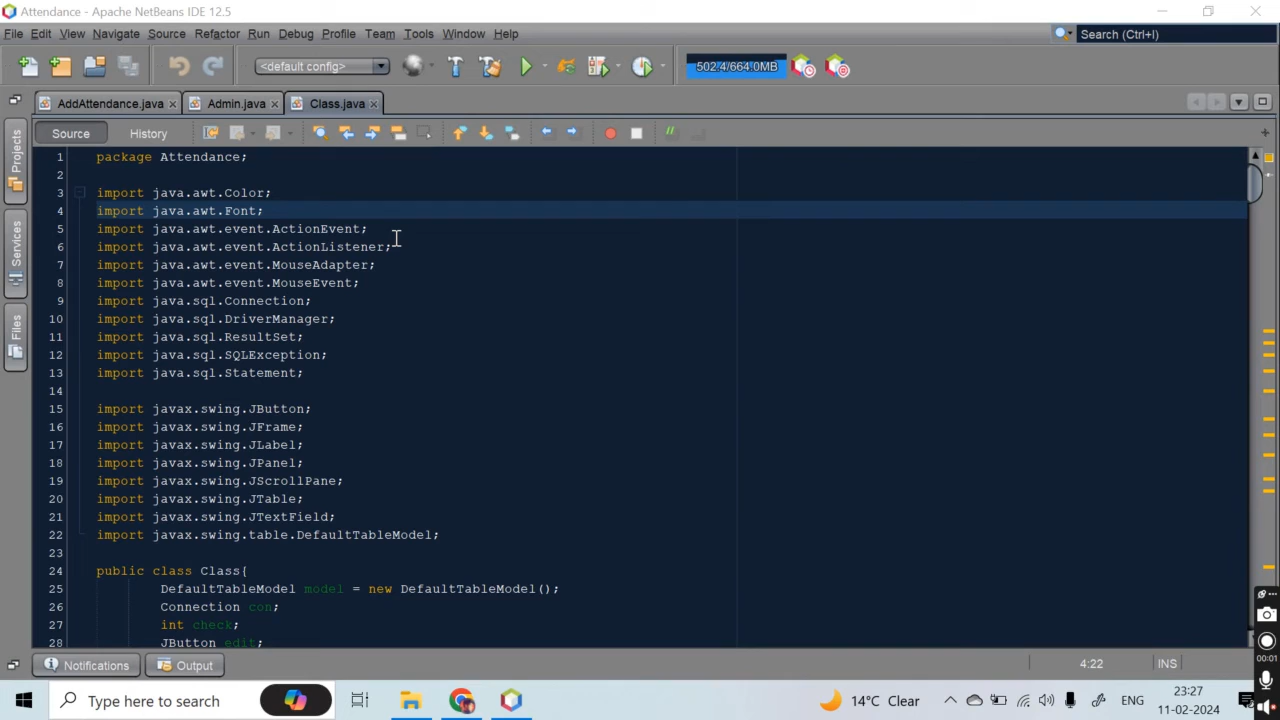 Attendance - Apache NetBeans IDE 12.5
File Edit View Navigate Source Refactor Run Debug Profile Team Tools Window Help
Search (Ctrl+I)
<default config>
502.4/664.0MB
AddAttendance.java Admin.java Class.java
Source History
Projects
Services
Files
1 package Attendance;
2
3 import java.awt.Color;
4 import java.awt.Font;
5 import java.awt.event.ActionEvent;
6 import java.awt.event.ActionListener;
7 import java.awt.event.MouseAdapter;
8 import java.awt.event.MouseEvent;
9 import java.sql.Connection;
10 import java.sql.DriverManager;
11 import java.sql.ResultSet;
12 import java.sql.SQLException;
13 import java.sql.Statement;
14
15 import javax.swing.JButton;
16 import javax.swing.JFrame;
17 import javax.swing.JLabel;
18 import javax.swing.JPanel;
19 import javax.swing.JScrollPane;
20 import javax.swing.JTable;
21 import javax.swing.JTextField;
22 import javax.swing.table.DefaultTableModel;
23
24 public class Class{
25 DefaultTableModel model = new DefaultTableModel();
26 Connection con;
27 int check;
28 JButton edit;
00:01
Notifications Output
4:22 INS
Type here to search
14°C Clear
ENG
23:27
11-02-2024